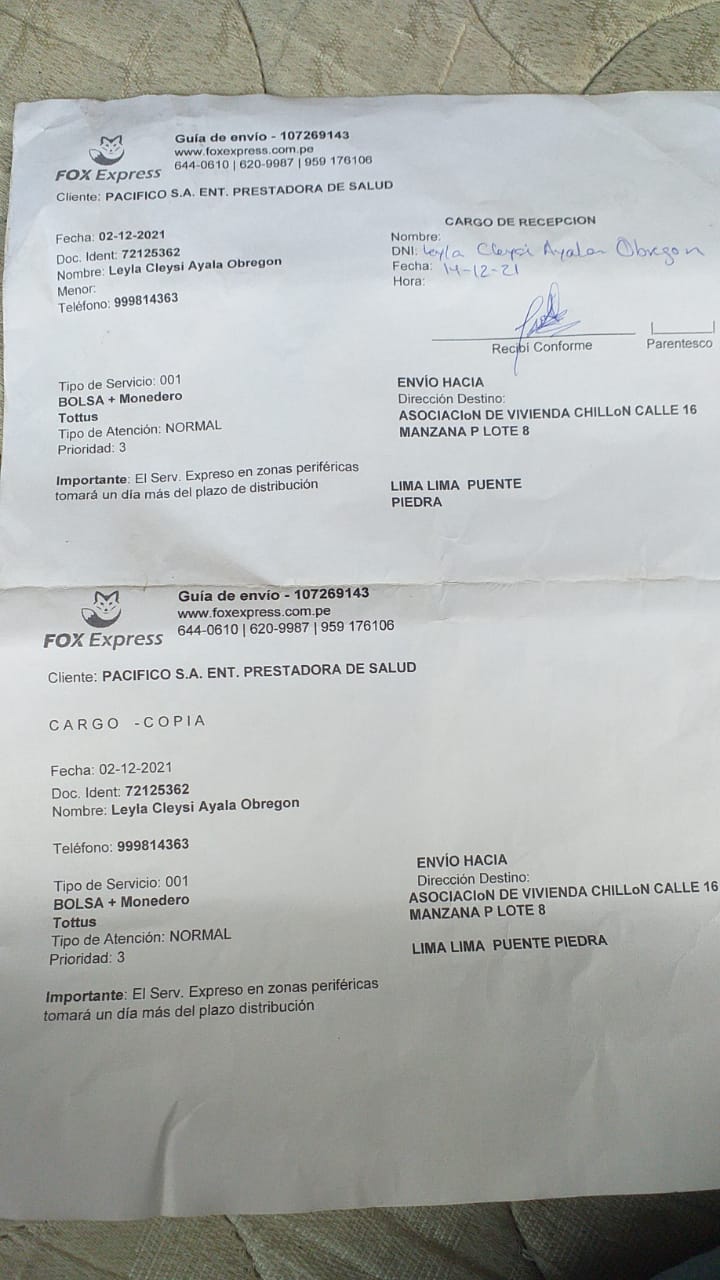 FOX Express
Guía de envío - 107269143
www.foxexpress.com.pe
644-0610 | 620-9987 | 959 176106
Cliente: PACIFICO S.A. ENT. PRESTADORA DE SALUD
Fecha: 02-12-2021
Doc. Ident: 72125362
Nombre: Leyla Cleysi Ayala Obregon
Menor:
Teléfono: 999814363
CARGO DE RECEPCION
Nombre:
DNI: Leyla Cleysi Ayala Obregon
Fecha: 14-12-21
Hora:
Recibi Conforme
Parentesco
Tipo de Servicio: 001
BOLSA + Monedero
Tottus
Tipo de Atención: NORMAL
Prioridad: 3
Importante: El Serv. Expreso en zonas periféricas
tomará un día más del plazo de distribución
ENVÍO HACIA
Dirección Destino:
ASOCIACIoN DE VIVIENDA CHILLoN CALLE 16
MANZANA P LOTE 8
LIMA LIMA PUENTE
PIEDRA
FOX Express
Guía de envío - 107269143
www.foxexpress.com.pe
644-0610 | 620-9987 | 959 176106
Cliente: PACIFICO S.A. ENT. PRESTADORA DE SALUD
CARGO - COPIA
Fecha: 02-12-2021
Doc. Ident: 72125362
Nombre: Leyla Cleysi Ayala Obregon
Teléfono: 999814363
Tipo de Servicio: 001
BOLSA + Monedero
Tottus
Tipo de Atención: NORMAL
Prioridad: 3
Importante: El Serv. Expreso en zonas periféricas
tomará un día más del plazo distribución
ENVÍO HACIA
Dirección Destino:
ASOCIACIoN DE VIVIENDA CHILLoN CALLE 16
MANZANA P LOTE 8
LIMA LIMA PUENTE PIEDRA